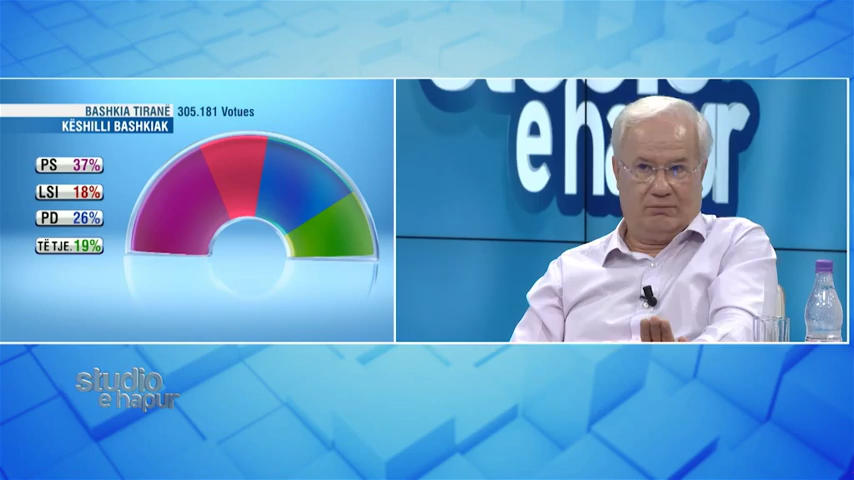 BASHKIA TIRANË 305.181 Votues
KËSHILLI BASHKIAK
PS 37%
LSI 18%
PD 26%
TË TJE. 19%
studio
e hapur
studio
e hapur